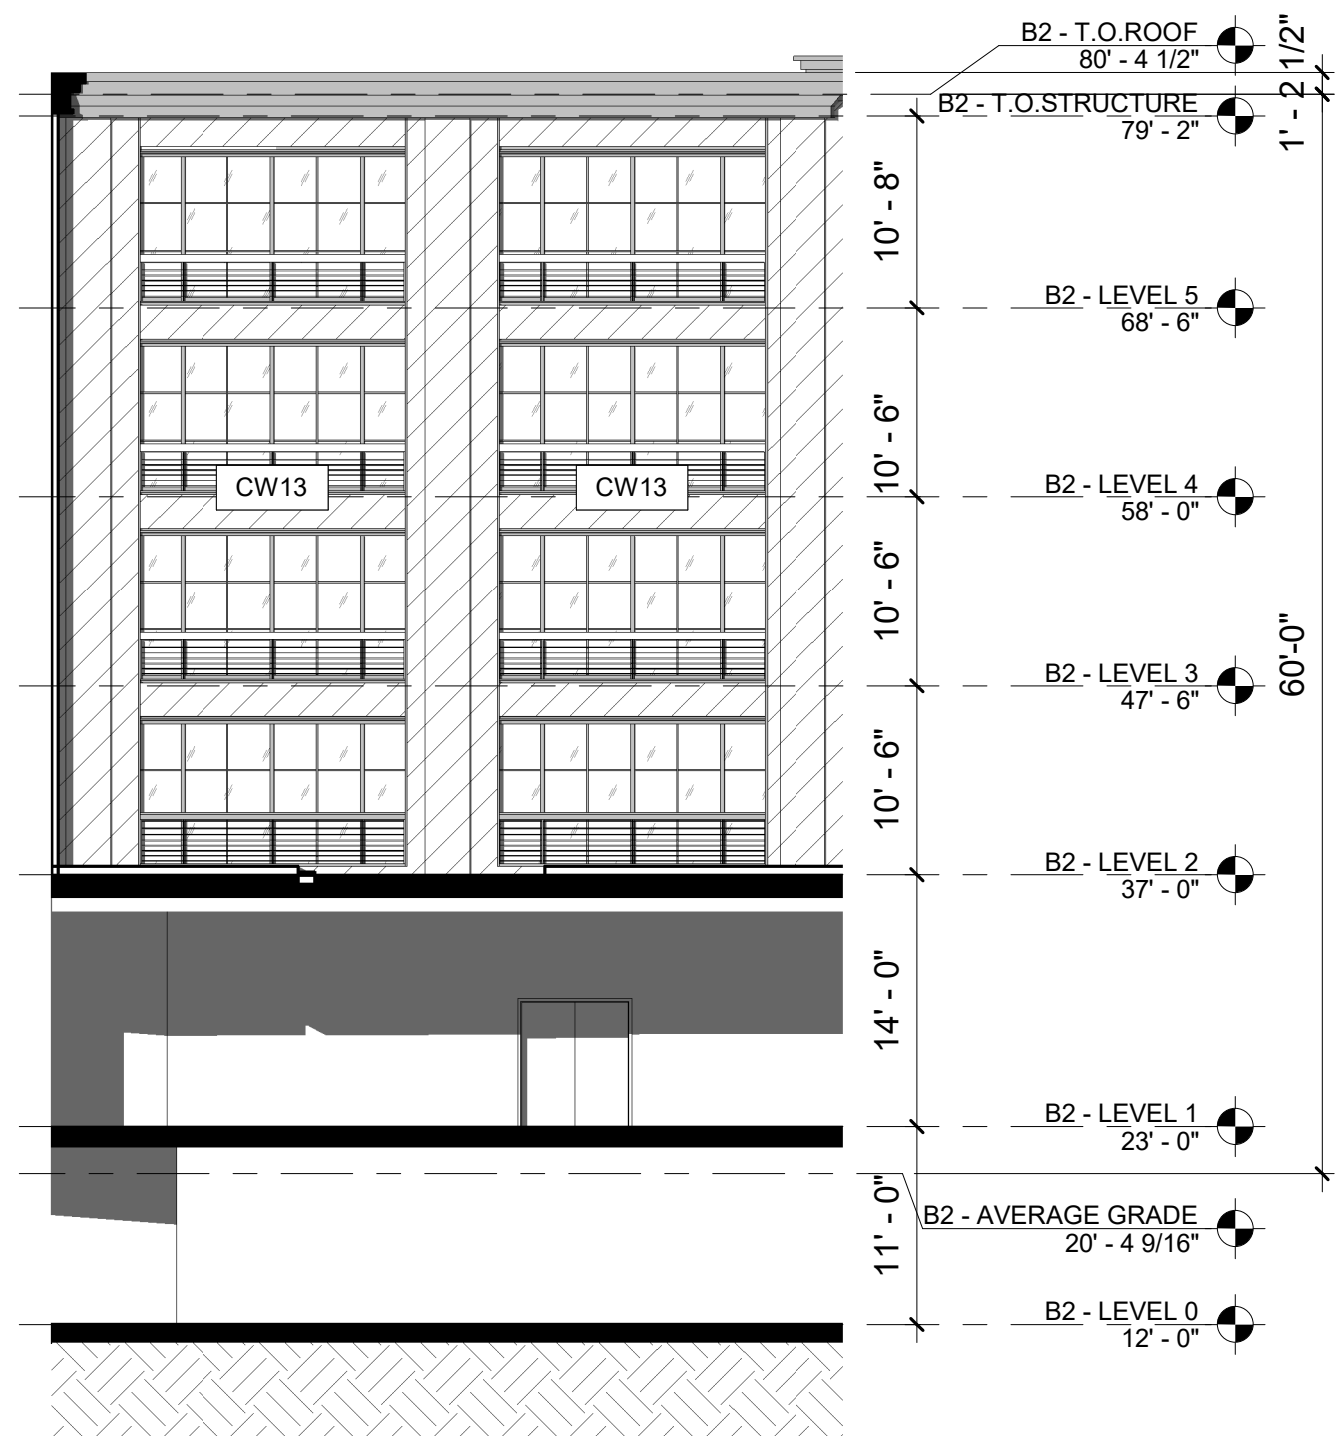 B2 - T.O.ROOF
80' - 4 1/2"
1' - 2 1/2"
B2 - T.O.STRUCTURE
79' - 2"
10' - 8"
B2 - LEVEL 5
68' - 6"
10' - 6"
CW13
CW13
B2 - LEVEL 4
58' - 0"
10' - 6"
60'-0"
B2 - LEVEL 3
47' - 6"
10' - 6"
B2 - LEVEL 2
37' - 0"
14' - 0"
B2 - LEVEL 1
23' - 0"
11' - 0"
B2 - AVERAGE GRADE
20' - 4 9/16"
B2 - LEVEL 0
12' - 0"